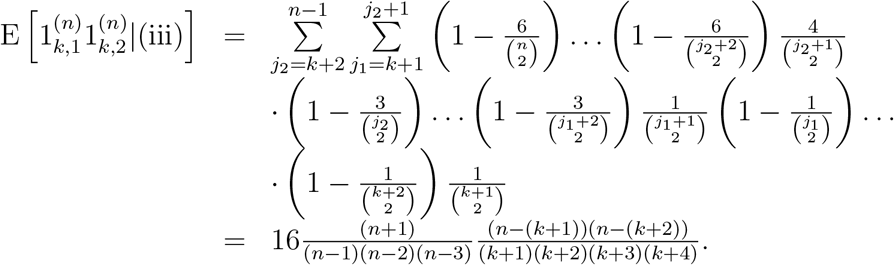 E [1_{k,1}^{(n)} 1_{k,2}^{(n)} |(iii)] = \sum_{j_2=k+2}^{n-1} \sum_{j_1=k+1}^{j_2+1} (1 - \frac{6}{\binom{n}{2}}) \dots (1 - \frac{6}{\binom{j_2+2}{2}}) \frac{4}{\binom{j_2+1}{2}}
\cdot (1 - \frac{3}{\binom{j_2}{2}}) \dots (1 - \frac{3}{\binom{j_1+2}{2}}) \frac{1}{\binom{j_1+1}{2}} (1 - \frac{1}{\binom{j_1}{2}}) \dots
\cdot (1 - \frac{1}{\binom{k+2}{2}}) \frac{1}{\binom{k+1}{2}}
= 16 \frac{(n+1)}{(n-1)(n-2)(n-3)} \frac{(n-(k+1))(n-(k+2))}{(k+1)(k+2)(k+3)(k+4)}.